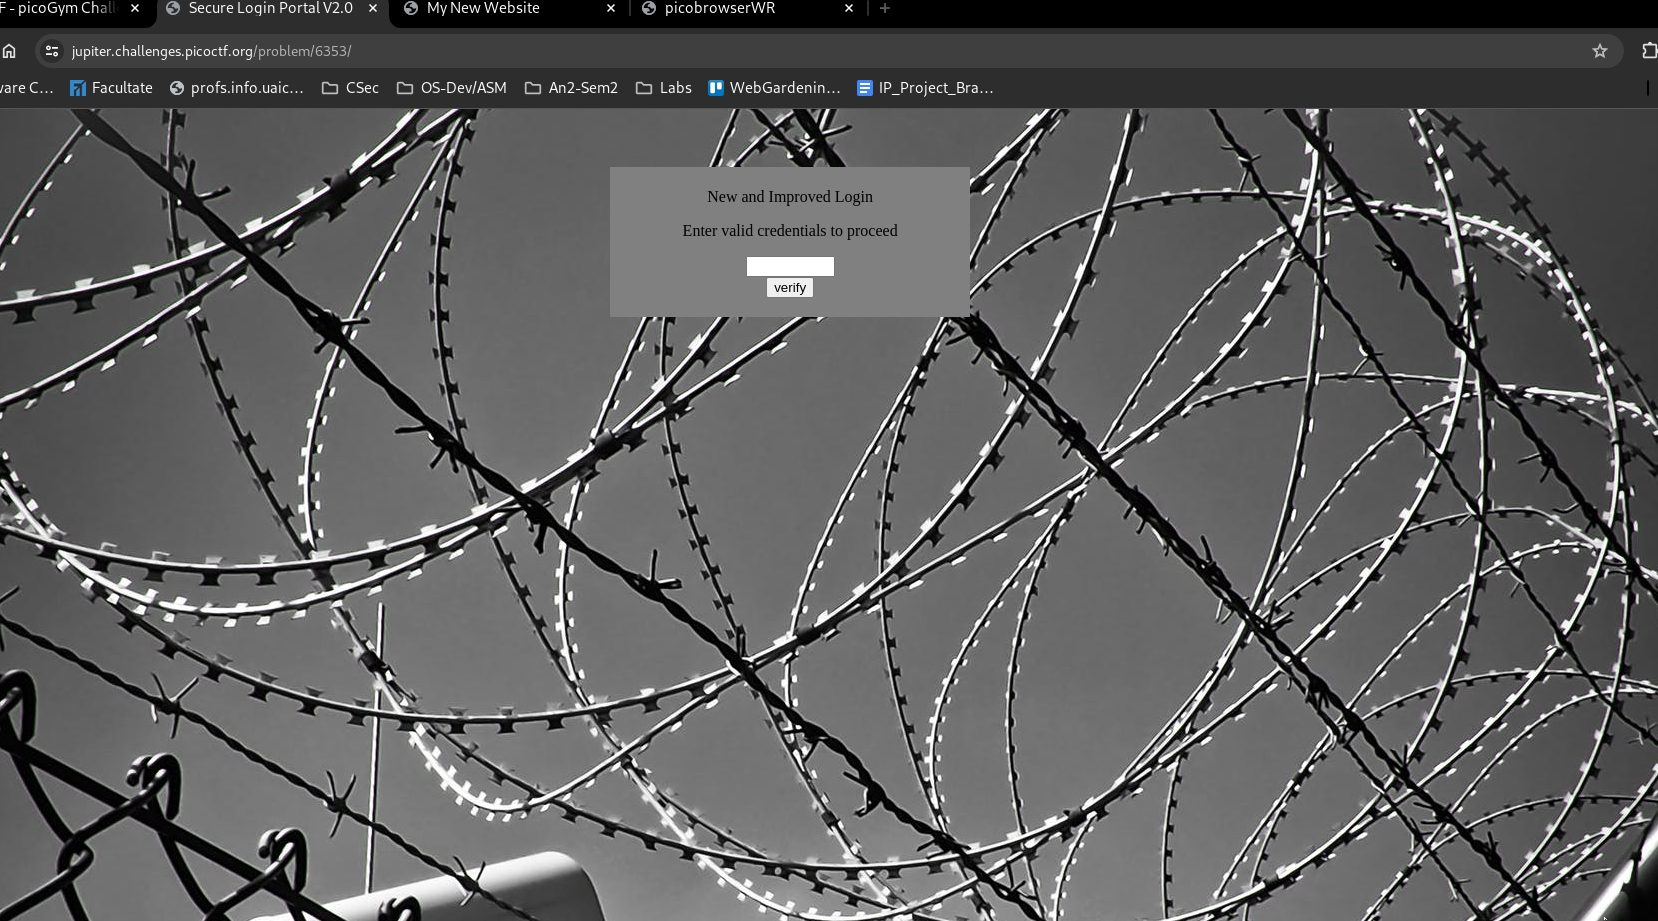 F - picoGym Chall
Secure Login Portal V2.0
My New Website
picobrowserWR
jupiter.challenges.picoctf.org/problem/6353/
ware C…
Facultate
profs.info.uaic…
CSec
OS-Dev/ASM
An2-Sem2
Labs
WebGardenin…
IP_Project_Bra…
New and Improved Login
Enter valid credentials to proceed
verify